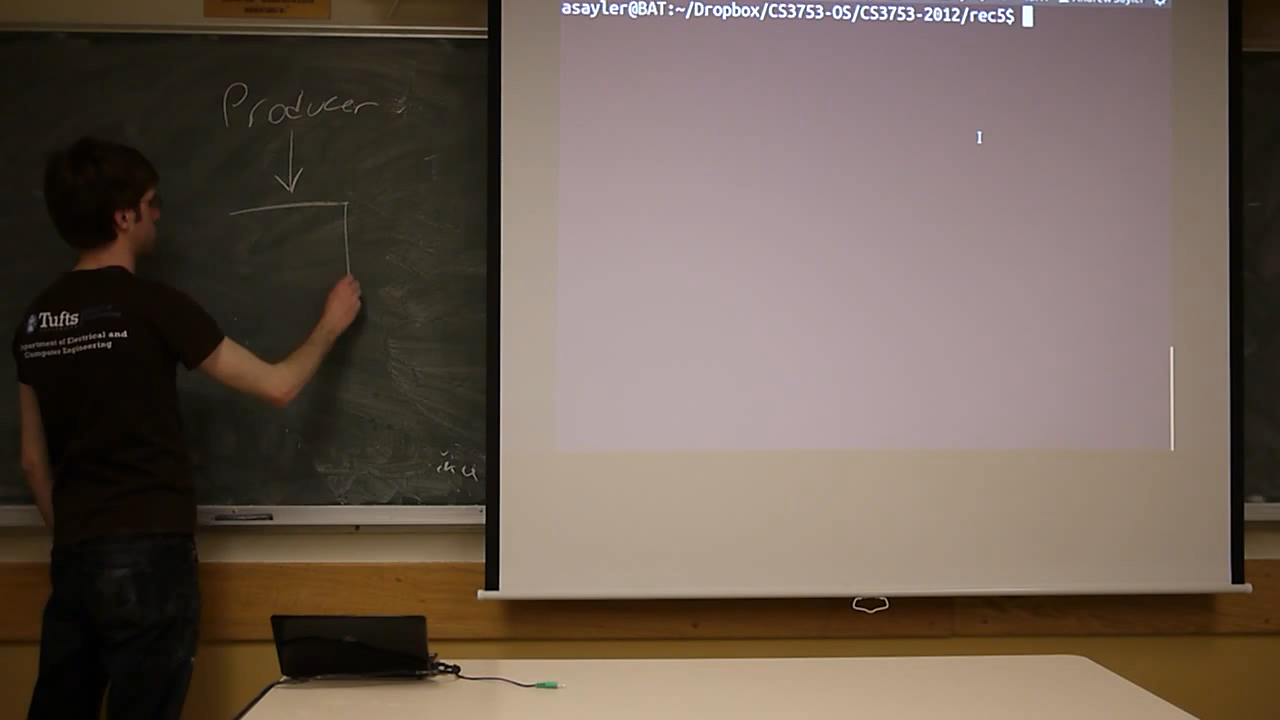 asayler@BAT:~/Dropbox/CS3753-OS/CS3753-2012/rec5$
Producer
Tufts
Department of Electrical and
Computer Engineering